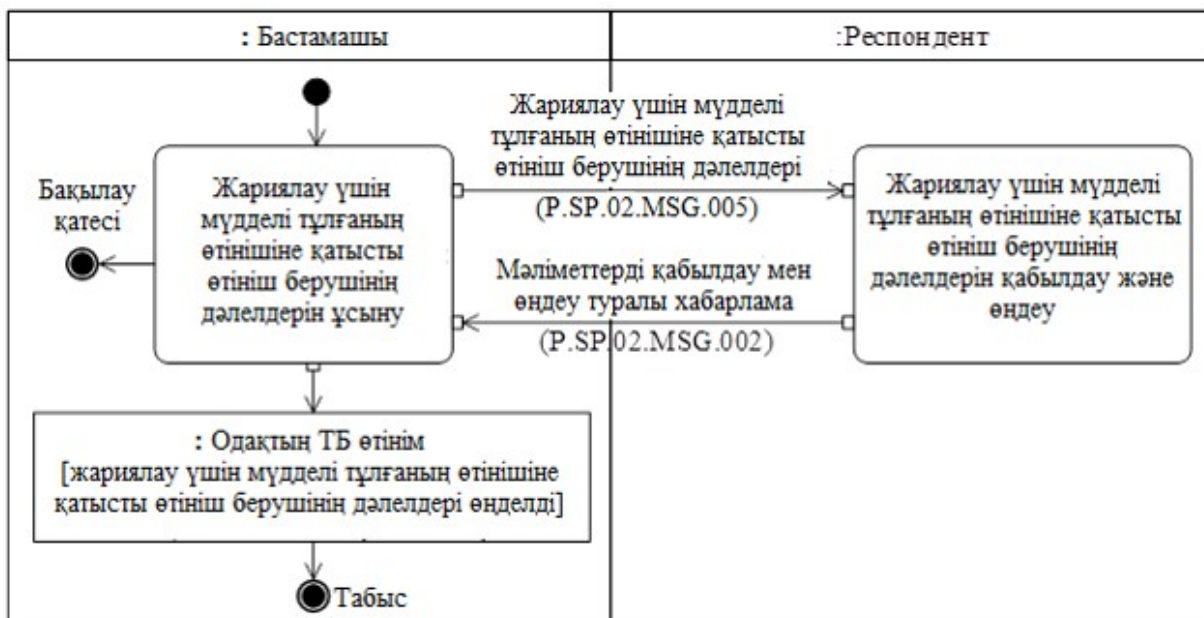 : Бастамашы
:Респондент
Жариялау үшін мүдделі
тұлғаның өтінішіне қатысты
өтініш берушінің дәлелдері
(P.SP.02.MSG.005)
Бақылау
қатесі
Жариялау үшін
мүдделі тұлғаның
өтінішіне қатысты
өтініш берушінің
дәлелдерін ұсыну
Жариялау үшін мүдделі
тұлғаның өтінішіне қатысты
өтініш берушінің
дәлелдерін қабылдау және
өңдеу
Мәліметтерді қабылдау мен
өңдеу туралы хабарлама
(P.SP.02.MSG.002)
: Одақтың ТБ өтінім
[жариялау үшін мүдделі тұлғаның өтінішіне
қатысты өтініш берушінің дәлелдері өңделді]
Табыс